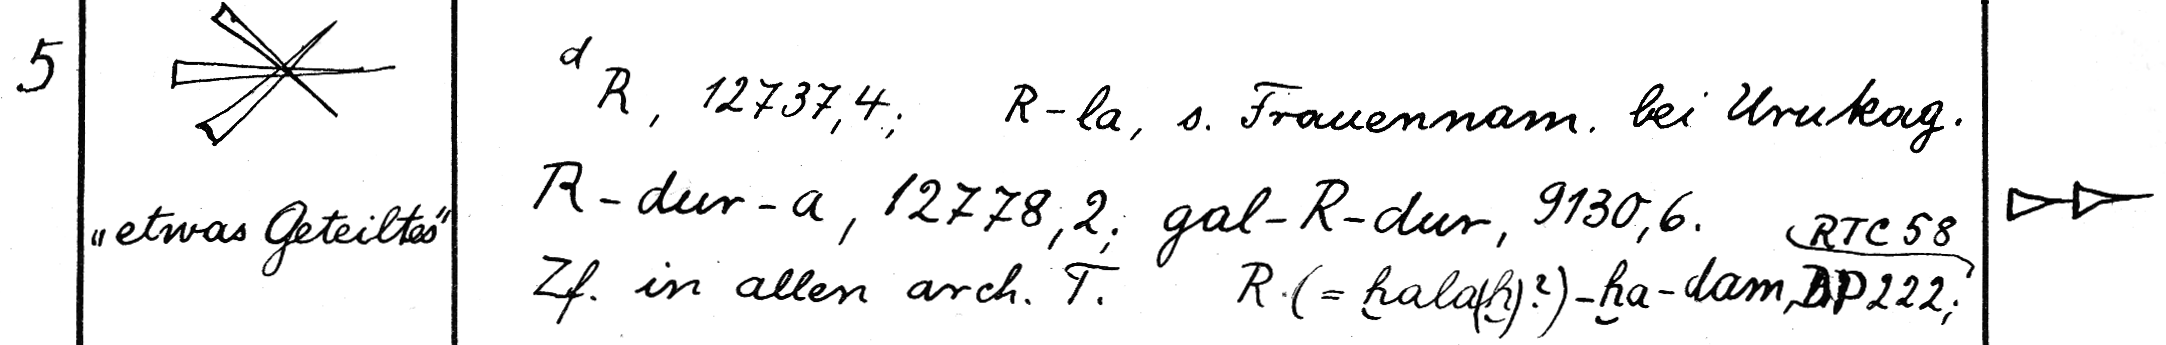 5
ᵈR, 12737,4; R-la, s. Frauennam. bei Urukag.
R-dur-a, 12778,2; gal-R-dur, 9130,6.
"etwas Geteiltes"
RTC 58
Zf. in allen arch. T. R (= ḫala(ḫ)?)-ḫa-dam, DP 222;